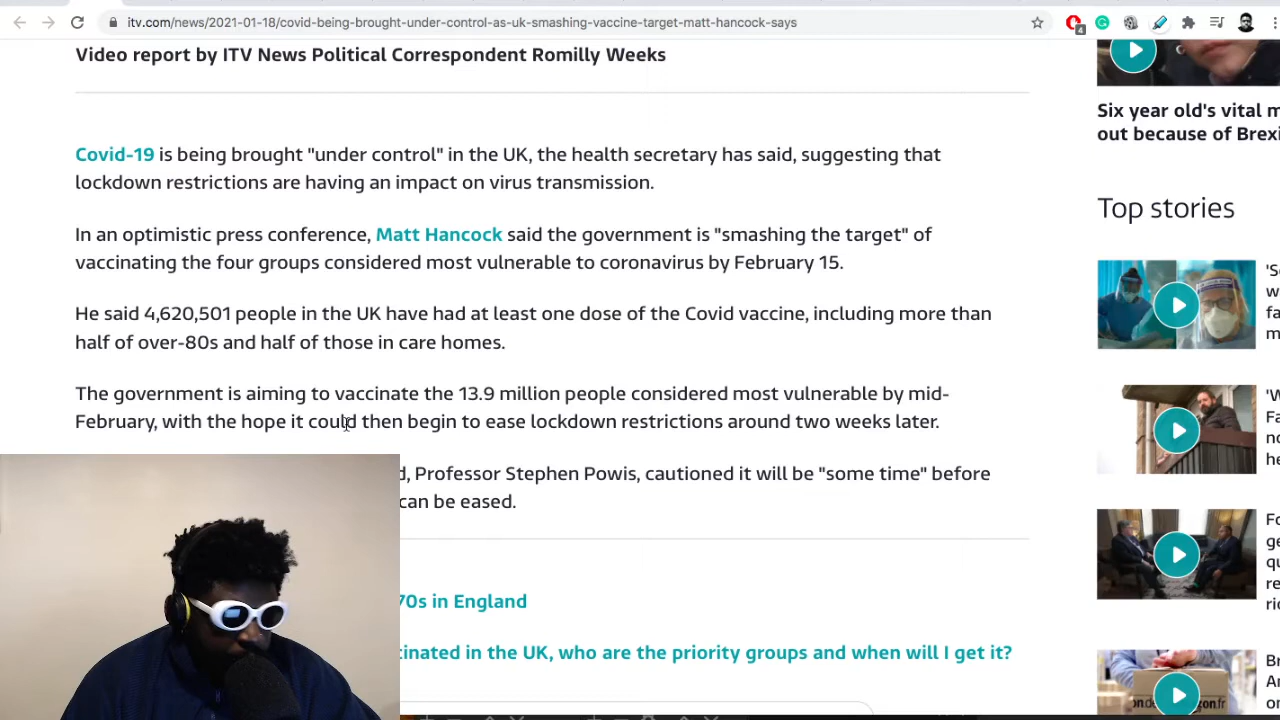 itv.com/news/2021-01-18/covid-being-brought-under-control-as-uk-smashing-vaccine-target-matt-hancock-says
4
Video report by ITV News Political Correspondent Romilly Weeks
Six year old's vital m
out because of Brexi
Covid-19 is being brought "under control" in the UK, the health secretary has said, suggesting that
lockdown restrictions are having an impact on virus transmission.
Top stories
In an optimistic press conference, Matt Hancock said the government is "smashing the target" of
vaccinating the four groups considered most vulnerable to coronavirus by February 15.
He said 4,620,501 people in the UK have had at least one dose of the Covid vaccine, including more than
half of over-80s and half of those in care homes.
The government is aiming to vaccinate the 13.9 million people considered most vulnerable by mid-
February, with the hope it could then begin to ease lockdown restrictions around two weeks later.
d, Professor Stephen Powis, cautioned it will be "some time" before
can be eased.
70s in England
cinated in the UK, who are the priority groups and when will I get it?